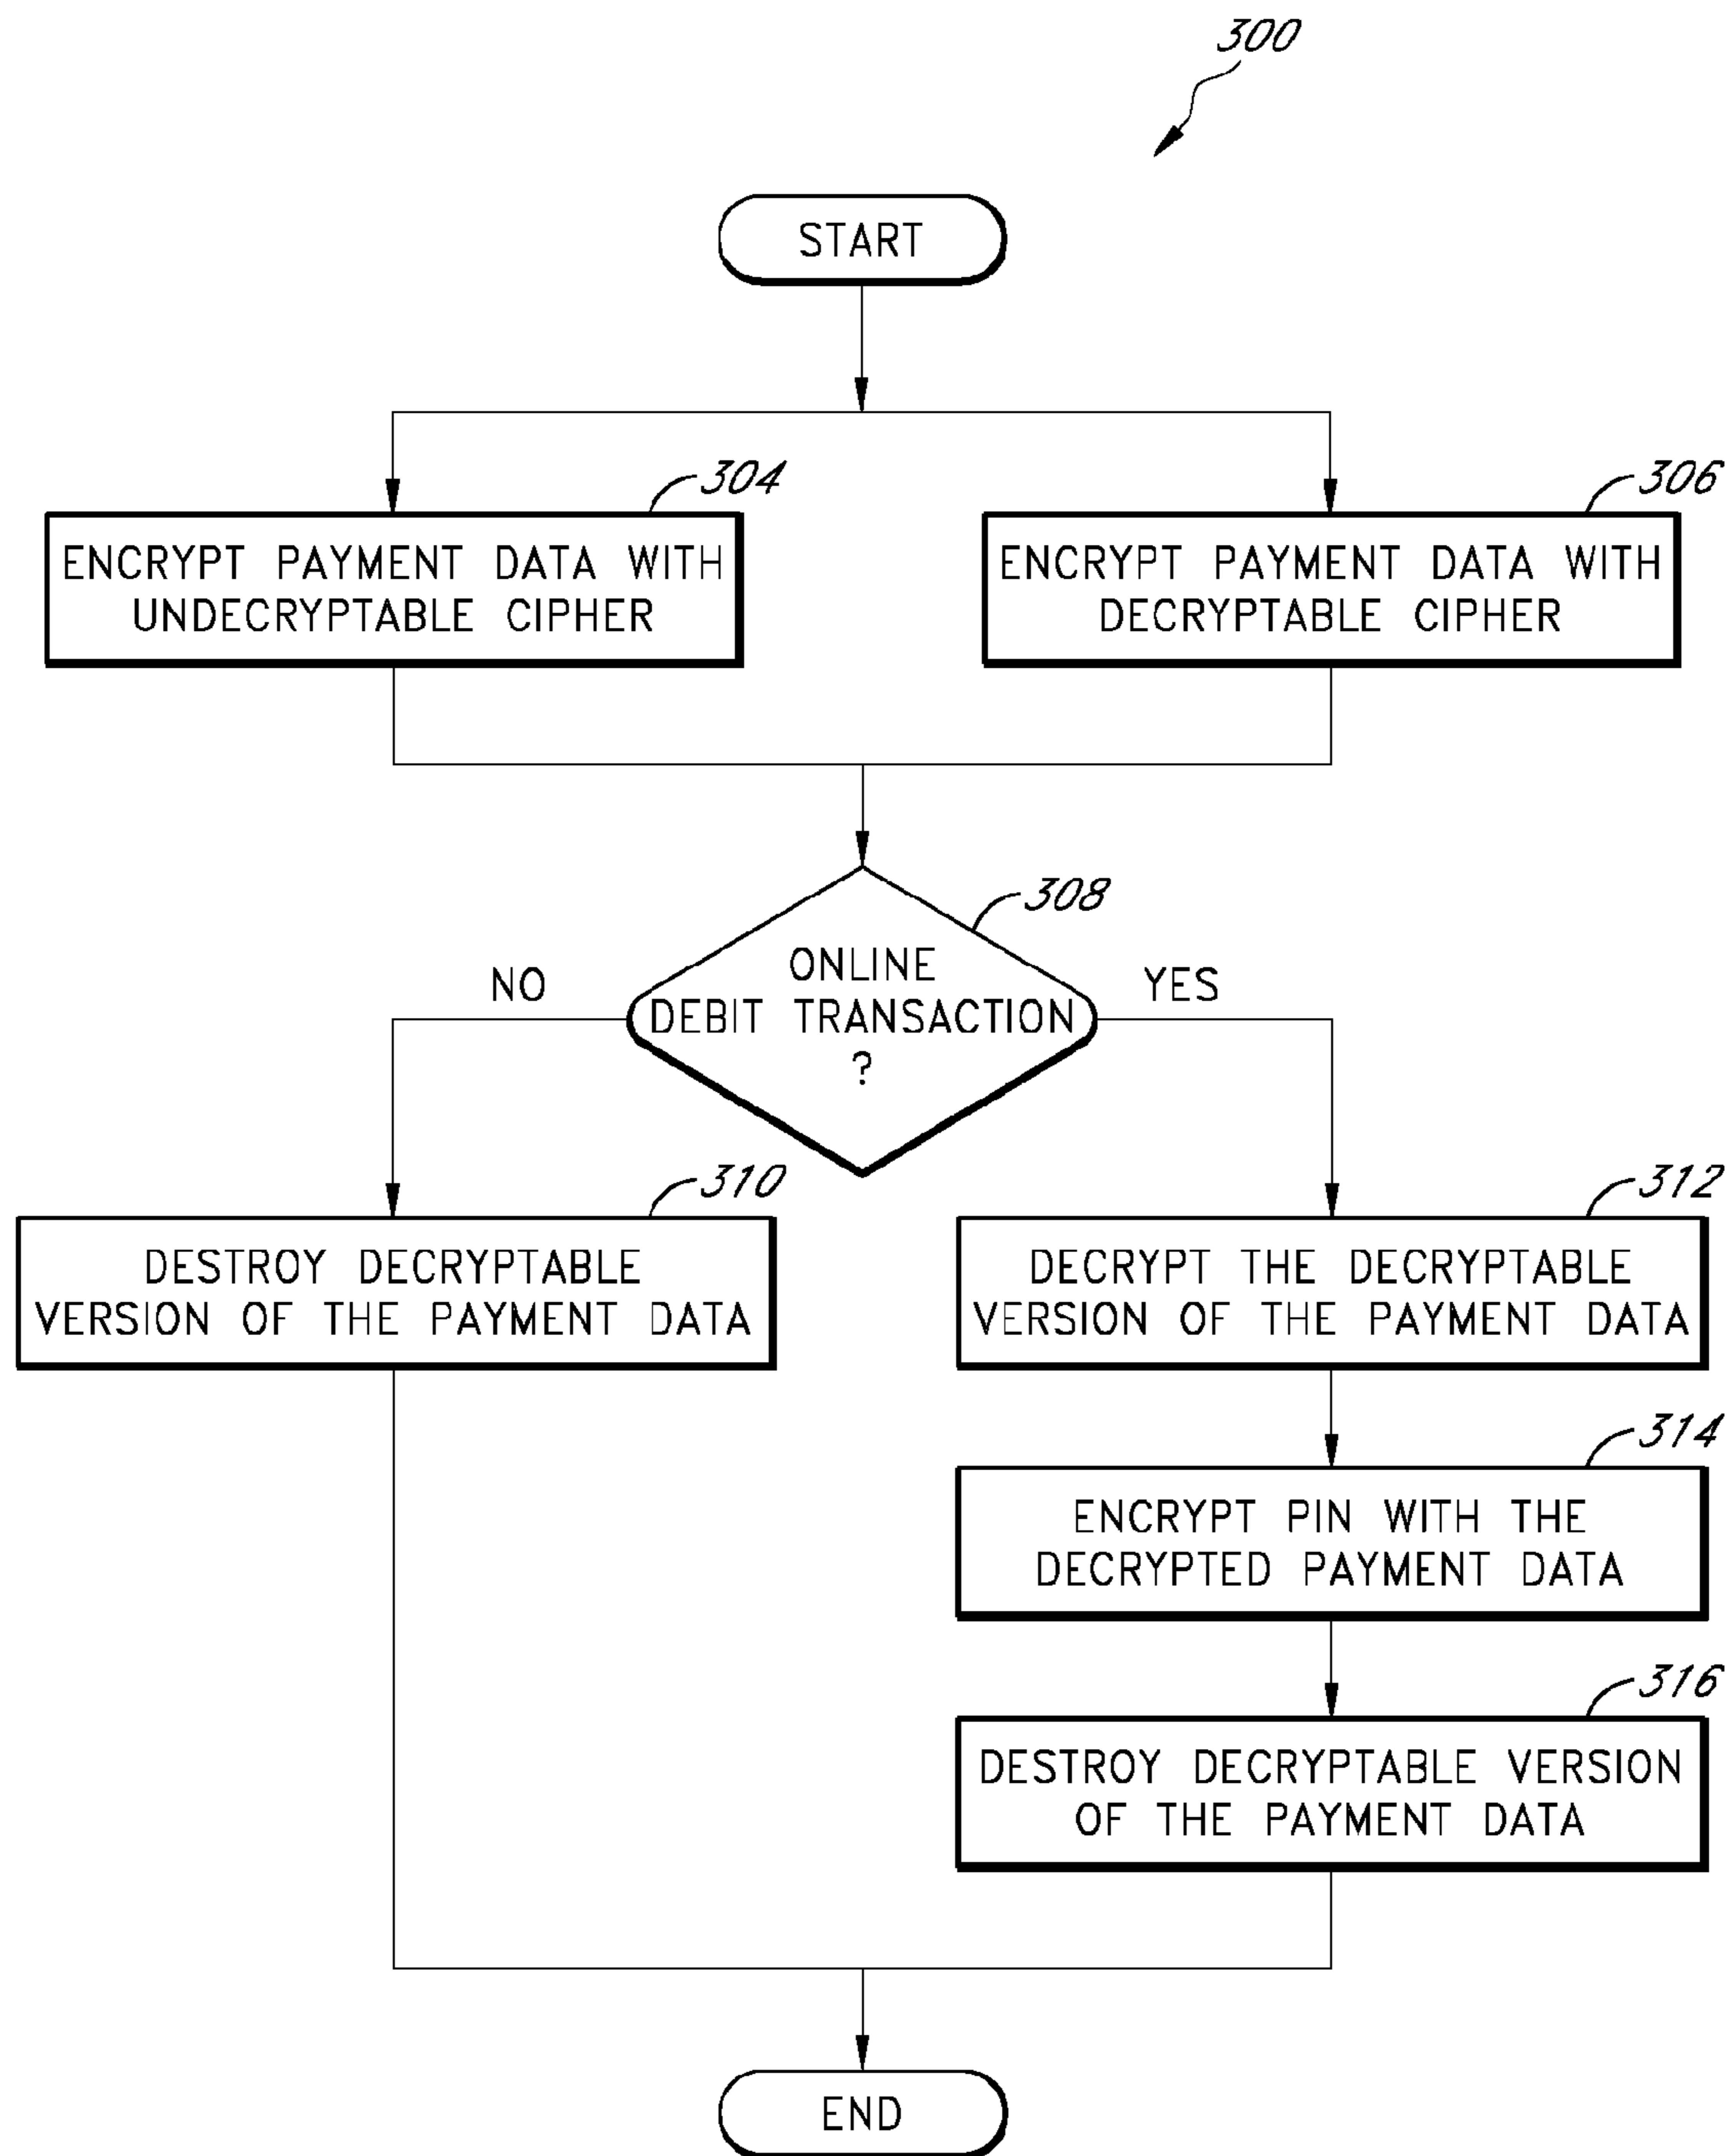 300
START
304
306
ENCRYPT PAYMENT DATA WITH
UNDECRYPTABLE CIPHER
ENCRYPT PAYMENT DATA WITH
DECRYPTABLE CIPHER
308
ONLINE
DEBIT TRANSACTION
?
NO
YES
310
312
DESTROY DECRYPTABLE
VERSION OF THE PAYMENT DATA
DECRYPT THE DECRYPTABLE
VERSION OF THE PAYMENT DATA
314
ENCRYPT PIN WITH THE
DECRYPTED PAYMENT DATA
316
DESTROY DECRYPTABLE VERSION
OF THE PAYMENT DATA
END